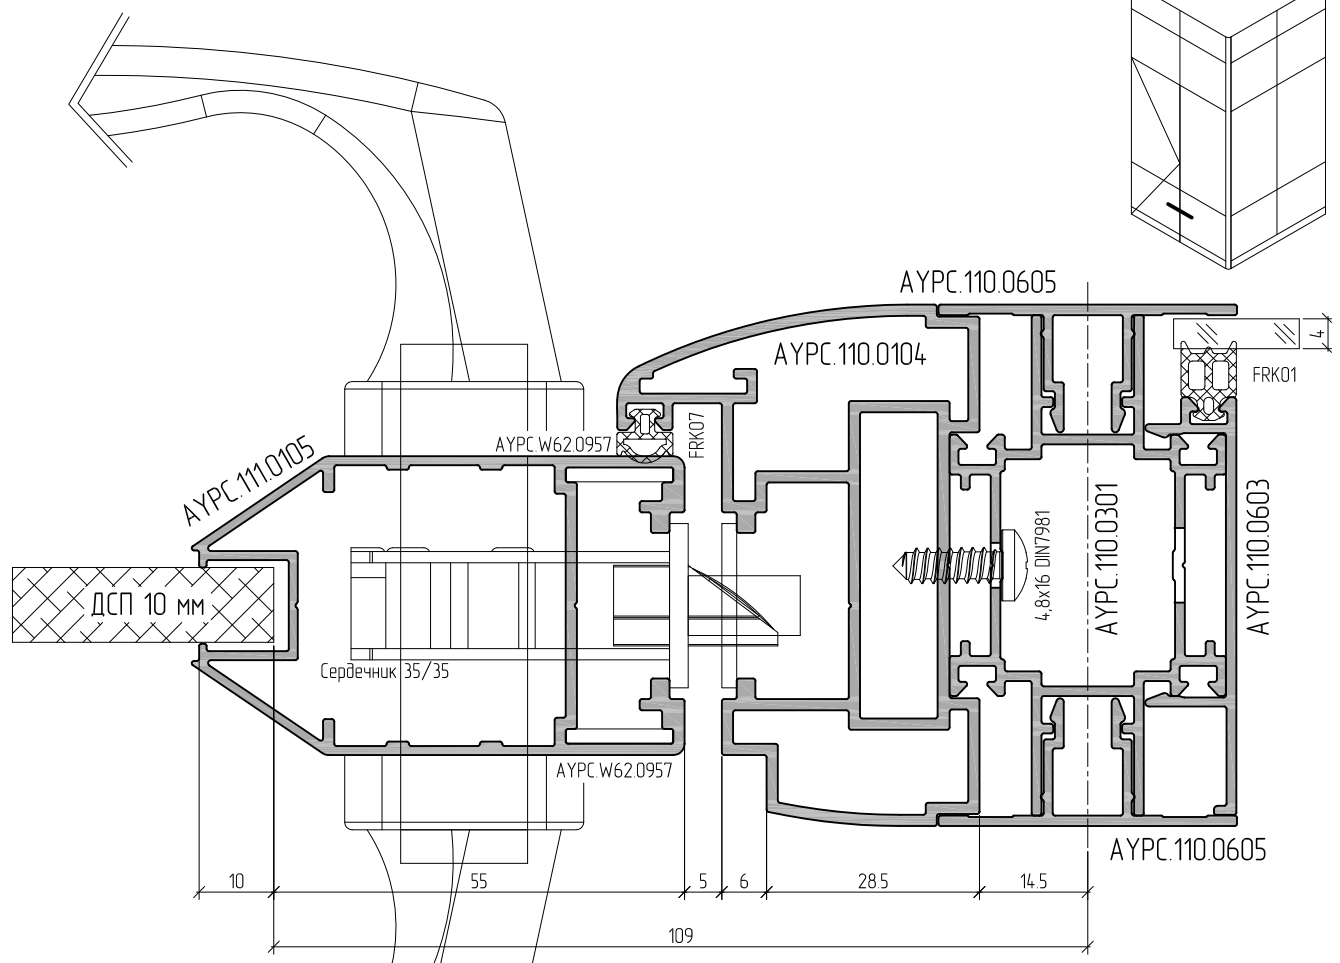 AYPC.110.0605
4
AYPC.110.0104
FRK01
FRK07
AYPC.W62.0957
AYPC.111.0105
AYPC.110.0301
AYPC.110.0603
4,8x16 DIN7981
ДСП 10 мм
Сердечник 35/35
AYPC.W62.0957
AYPC.110.0605
10
55
5
6
28.5
14.5
109